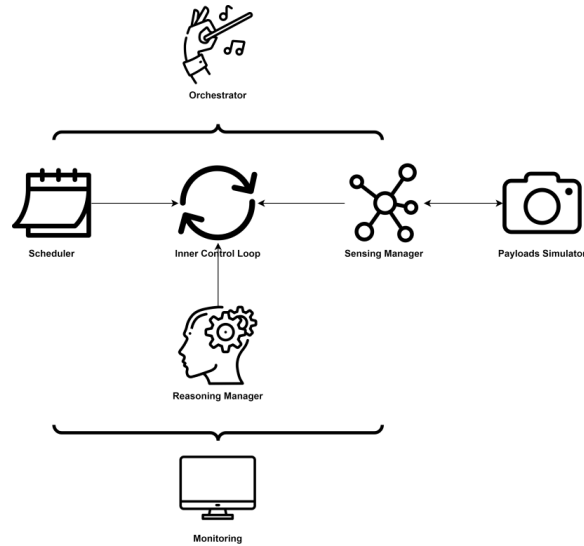 Orchestrator
Scheduler
Inner Control Loop
Sensing Manager
Payloads Simulator
Reasoning Manager
Monitoring